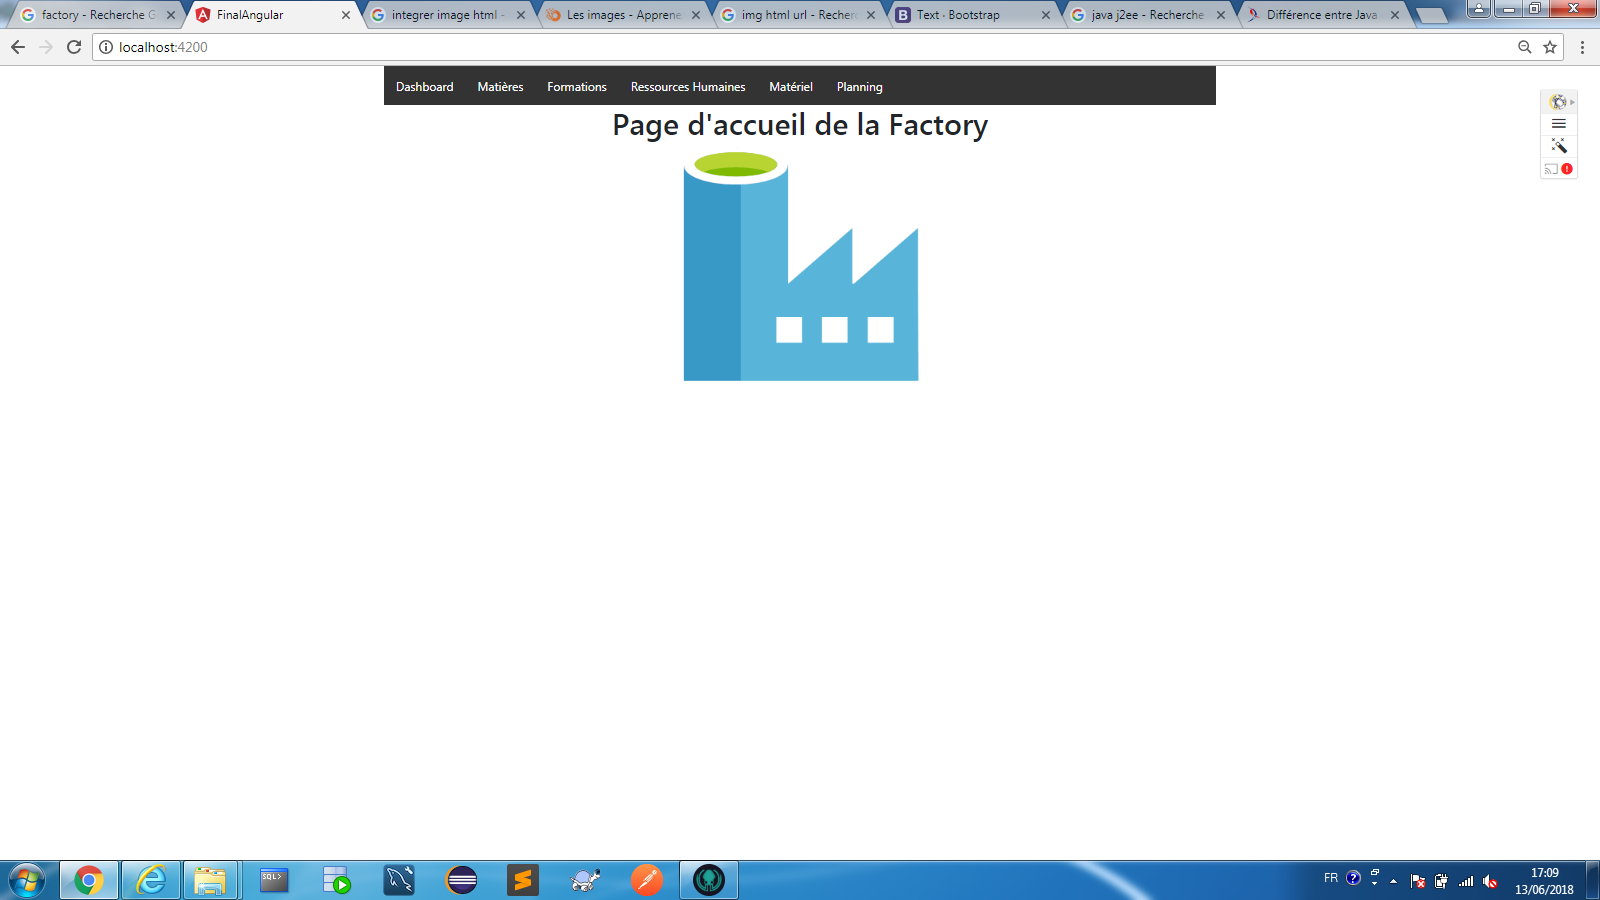 factory - Recherche G
FinalAngular
integrer image html -
Les images - Apprene
img html url - Recherc
Text · Bootstrap
java j2ee - Recherche
Différence entre Java
localhost:4200
Dashboard Matières Formations Ressources Humaines Matériel Planning
Page d'accueil de la Factory
SQL>
FR
17:09
13/06/2018